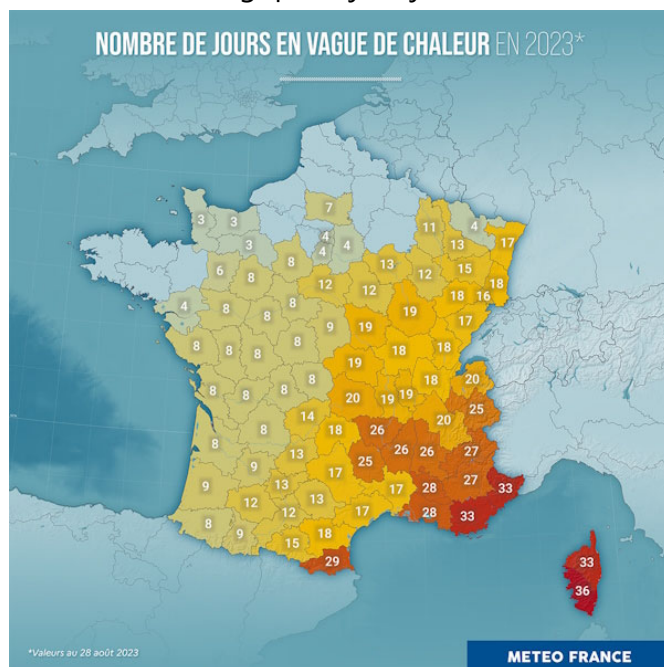 NOMBRE DE JOURS EN VAGUE DE CHALEUR EN 2023*
7
3 3 11 4
4 17
3 4 4 13
8 13 15
6 8 12 12 18
12 18 16
4 8 8 19
8 9 19 17
8 8 8 8 18 18
19
8 20
8 8 8 20 19 19 18 25
14 20
8 26
8 18 26 26 27
13 25
9 17 27
9 13 17 28 33
12 13
12 17 28 33
8 9 18
15
29 33
36
*Valeurs au 28 août 2023
METEO FRANCE